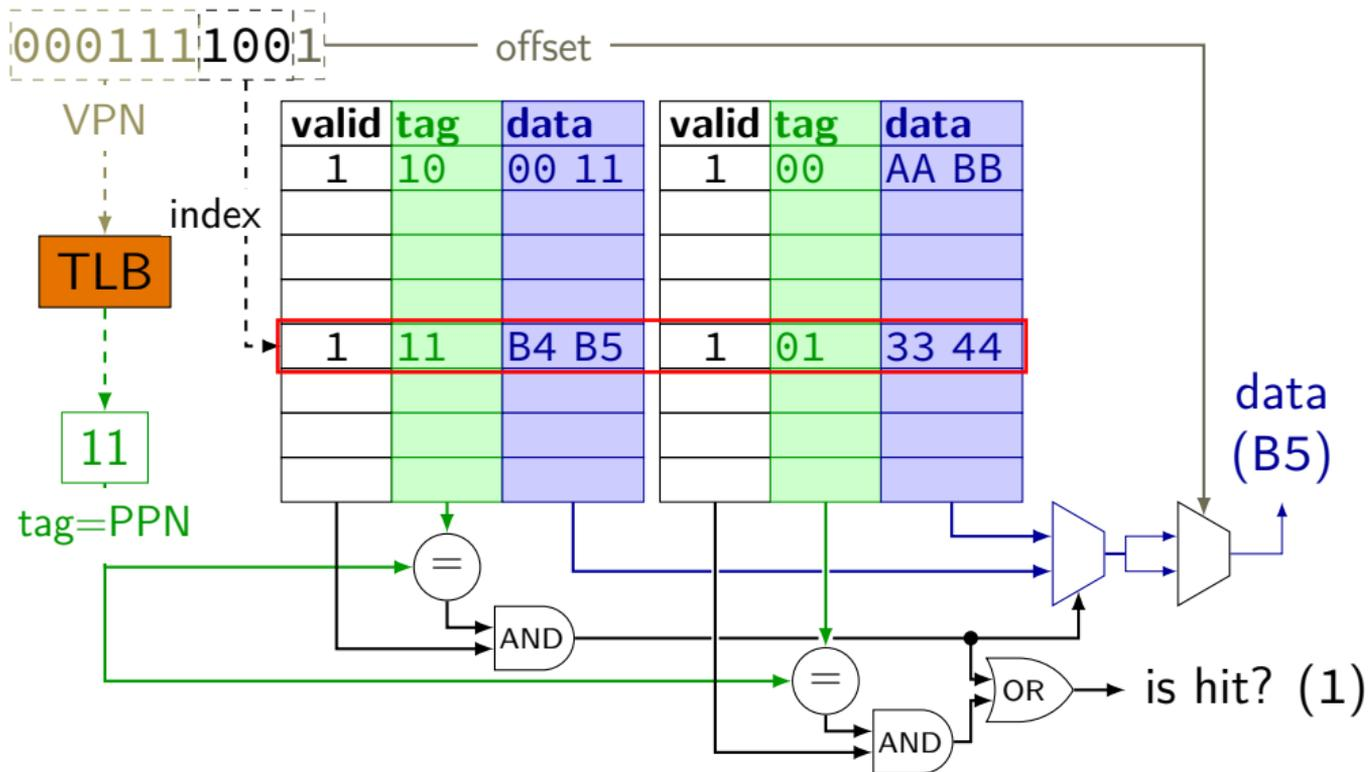 0001111001
offset
VPN
index
TLB
11
tag=PPN
valid tag data valid tag data
1 10 00 11 1 00 AA BB
1 11 B4 B5 1 01 33 44
data
(B5)
=
AND
=
AND
OR
is hit? (1)